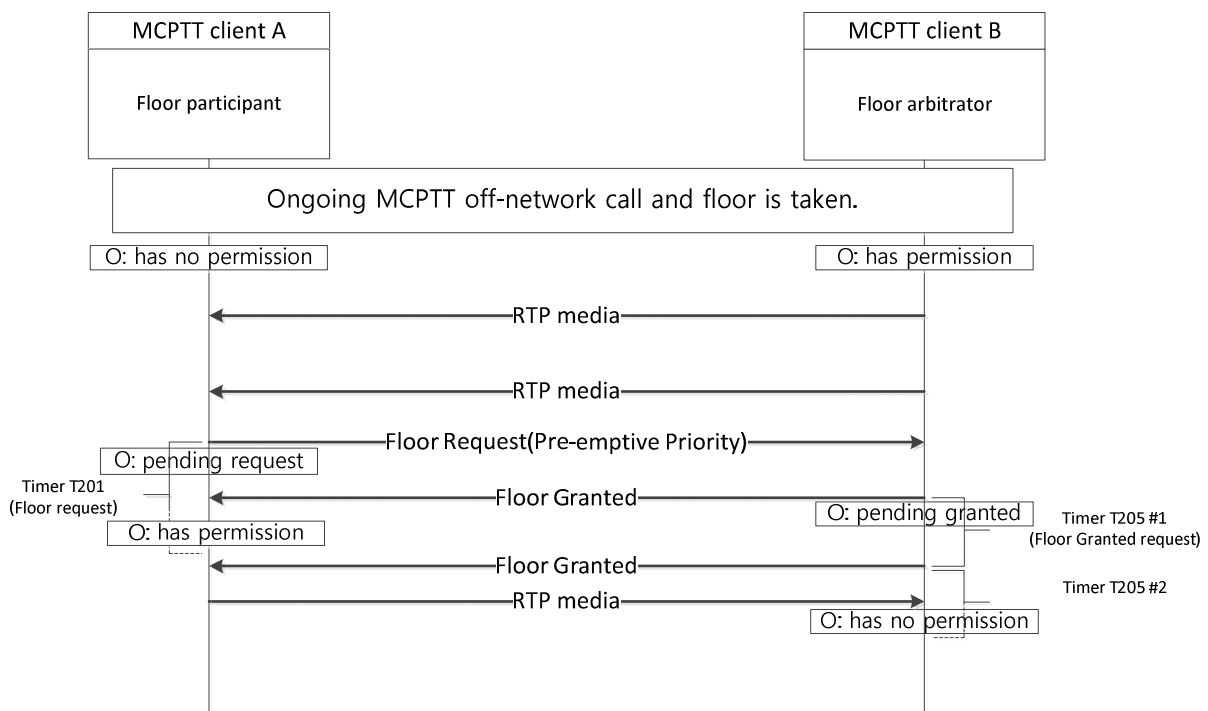 MCPTT client A
MCPTT client B
Floor participant
Floor arbitrator
Ongoing MCPTT off-network call and floor is taken.
O: has no permission
O: has permission
RTP media
RTP media
Floor Request(Pre-emptive Priority)
O: pending request
Timer T201
(Floor request)
Floor Granted
O: pending granted
Timer T205 #1
(Floor Granted request)
O: has permission
Floor Granted
Timer T205 #2
RTP media
O: has no permission